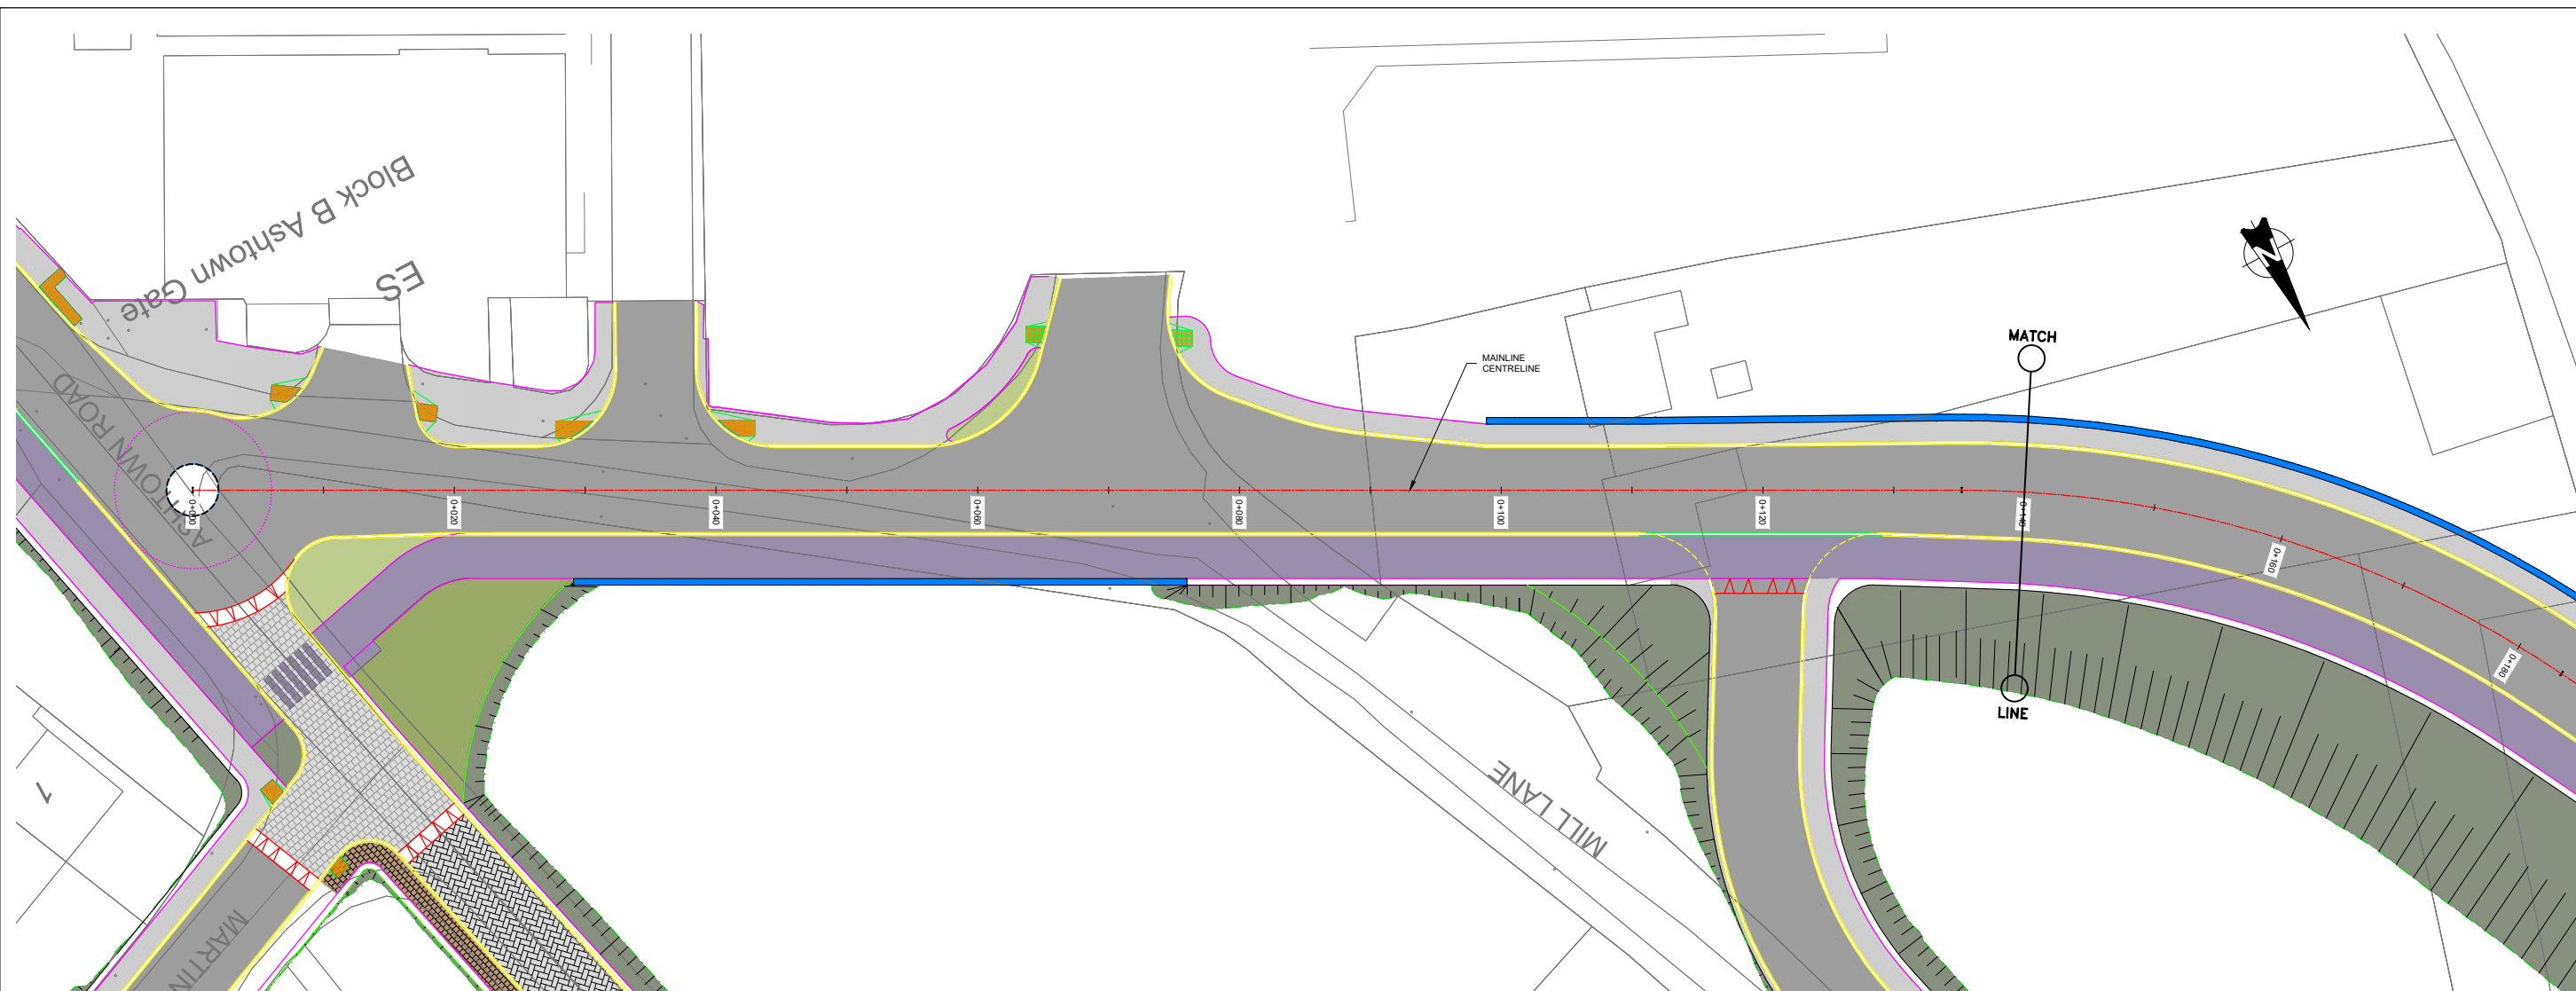 Block B Ashtown Gate
ES
ASHTOWN ROAD
MAINLINE
CENTRELINE
MATCH
LINE
0+000
0+020
0+040
0+060
0+080
0+100
0+120
0+140
0+160
0+180
MILL LANE
MARTIN
1